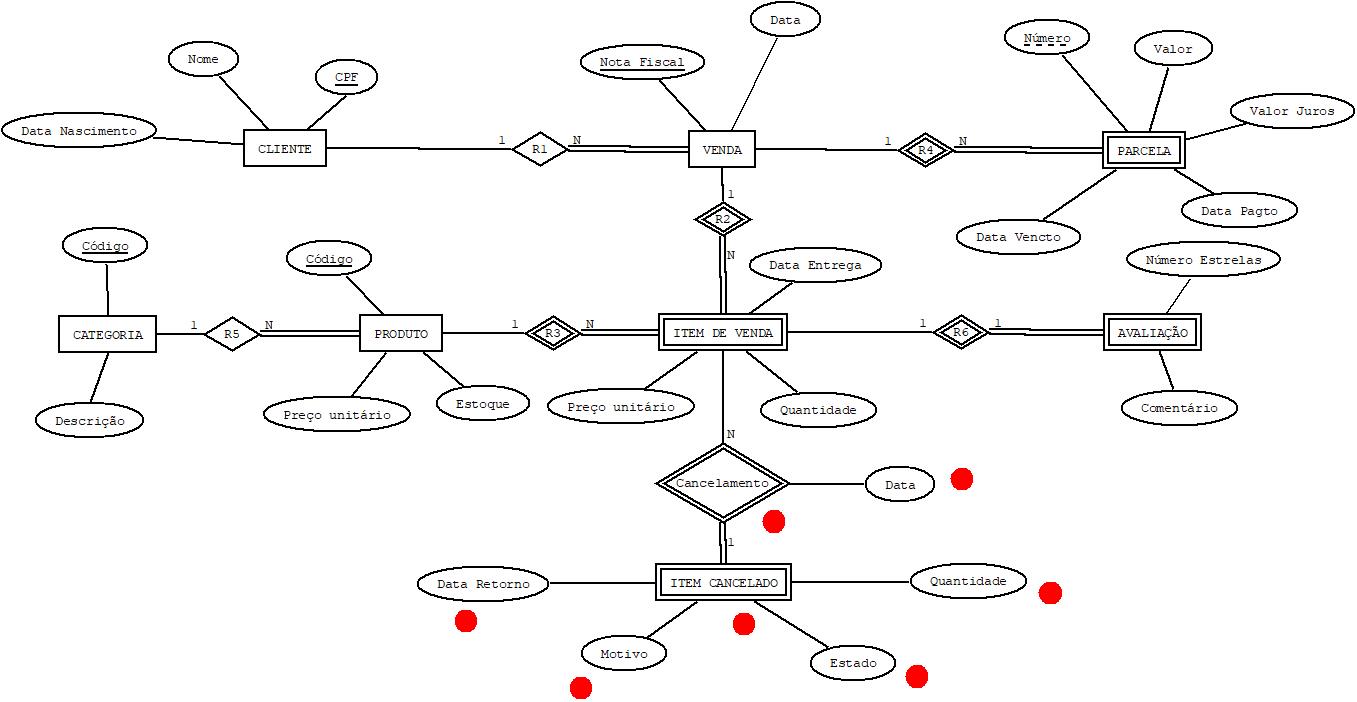 Data
Número
Nota Fiscal
Valor
Nome
CPF
Valor Juros
Data Nascimento
CLIENTE
1
R1
N
VENDA
1
R4
N
PARCELA
1
R2
N
Data Pagto
Data Vencto
Código
Código
Data Entrega
Número Estrelas
CATEGORIA
1
R5
N
PRODUTO
1
R3
N
ITEM DE VENDA
1
R6
1
AVALIAÇÃO
Descrição
Preço unitário
Estoque
Preço unitário
Quantidade
Comentário
N
Cancelamento
Data
1
Data Retorno
ITEM CANCELADO
Quantidade
Motivo
Estado